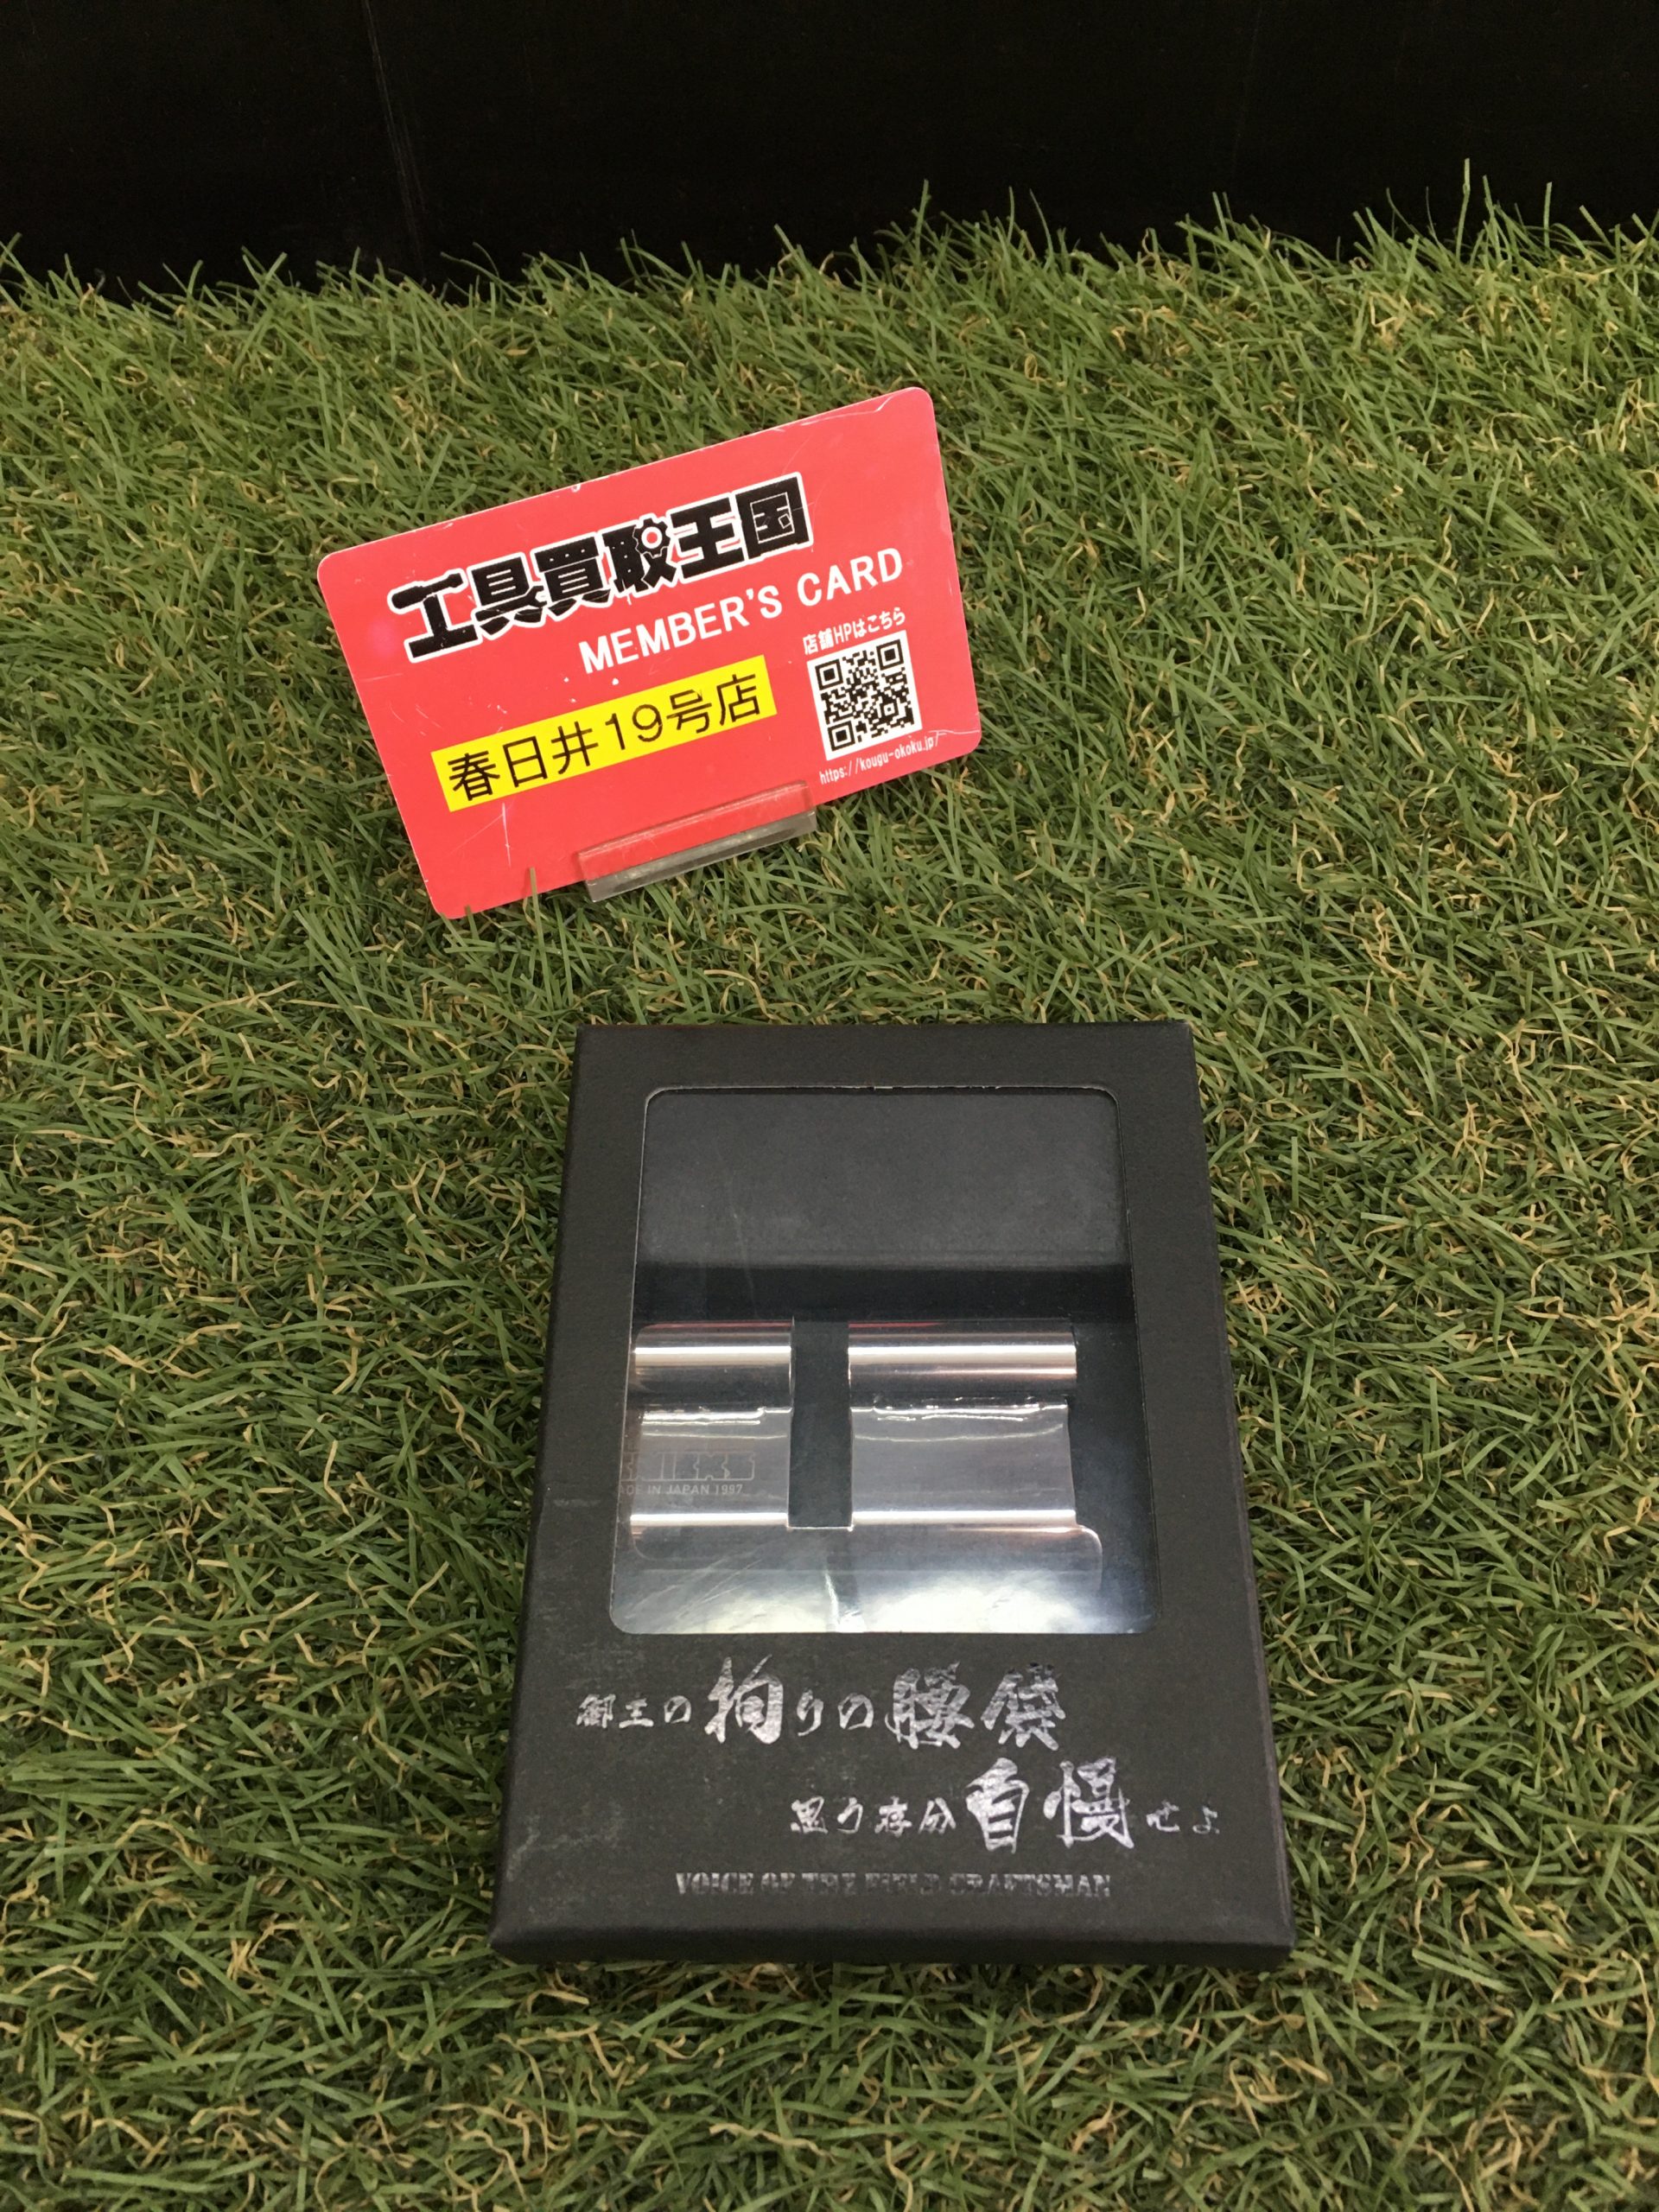 工具買取王国
MEMBER'S CARD
店舗HPはこちら
春日井19号店
https://kougu-okoku.jp/
MADE IN JAPAN 1997
御主の拘りの腰袋
思う存分自慢せよ
VOICE OF THE FIELD CRAFTSMAN